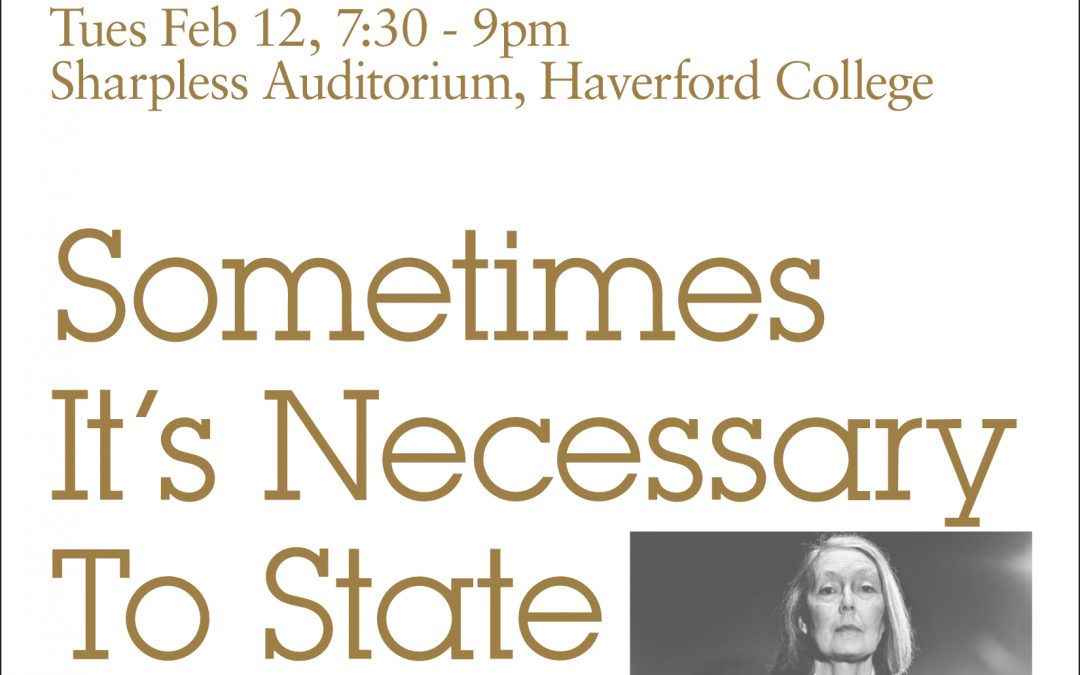 Tues Feb 12, 7:30 - 9pm
Sharpless Auditorium, Haverford College
Sometimes
It's Necessary
To State